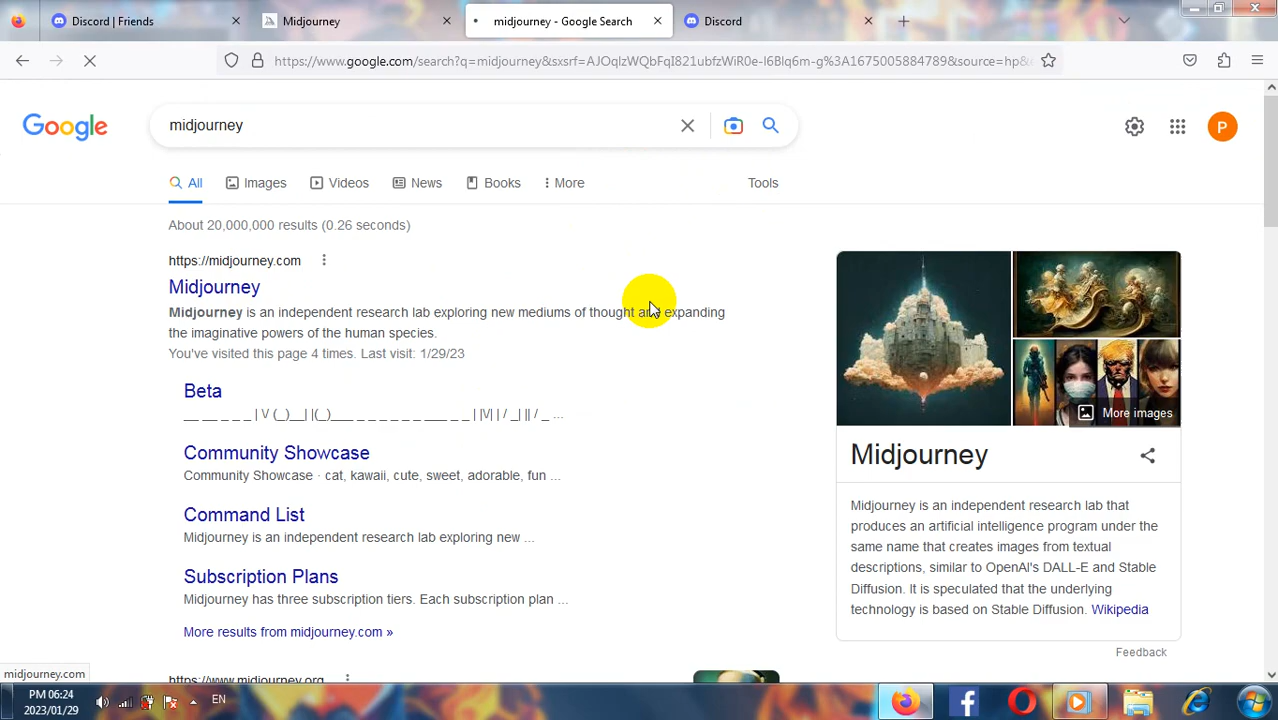 Discord | Friends
Midjourney
midjourney - Google Search
Discord
https://www.google.com/search?q=midjourney&sxsrf=AJOqlzWQbFqI821ubfzWiR0e-l6Blq6m-g%3A1675005884789&source=hp&
Google
midjourney
P
All
Images
Videos
News
Books
More
Tools
About 20,000,000 results (0.26 seconds)
https://midjourney.com
Midjourney
Midjourney is an independent research lab exploring new mediums of thought and expanding
the imaginative powers of the human species.
You've visited this page 4 times. Last visit: 1/29/23
Beta
__ __ _ _ _ | \/ (_)__| |(_)___ _ _ _ _ _ ___ _ _ | |\/| | / _| || / _ ...
Community Showcase
Community Showcase · cat, kawaii, cute, sweet, adorable, fun ...
Command List
Midjourney is an independent research lab exploring new ...
Subscription Plans
Midjourney has three subscription tiers. Each subscription plan ...
More results from midjourney.com »
https://www.midjourney.org
More images
Midjourney
Midjourney is an independent research lab that
produces an artificial intelligence program under the
same name that creates images from textual
descriptions, similar to OpenAI's DALL-E and Stable
Diffusion. It is speculated that the underlying
technology is based on Stable Diffusion. Wikipedia
Feedback
midjourney.com
PM 06:24
2023/01/29
EN